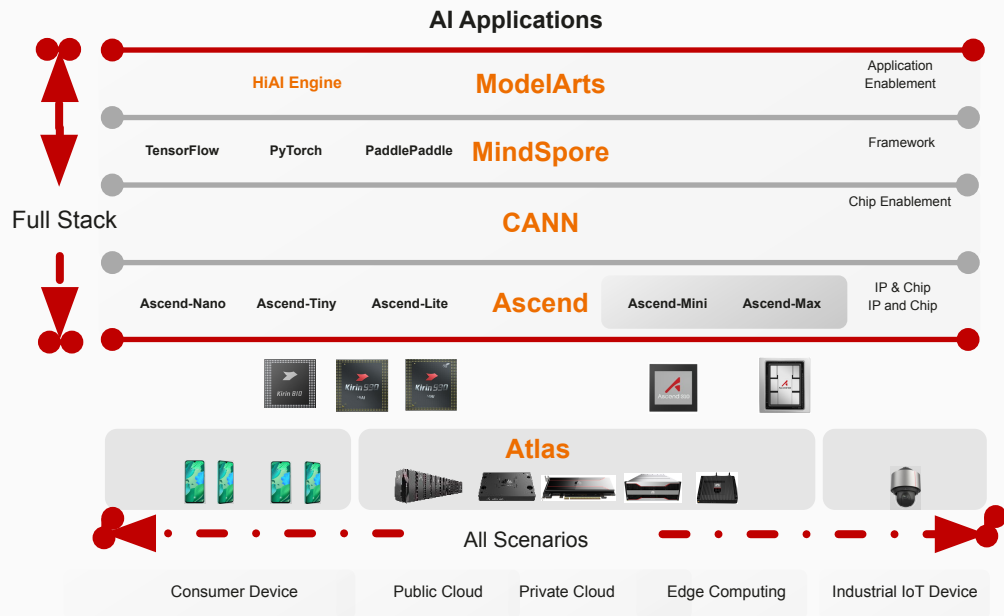 AI Applications
HiAI Engine
ModelArts
Application
Enablement
TensorFlow
PyTorch
PaddlePaddle
MindSpore
Framework
Full Stack
CANN
Chip Enablement
Ascend-Nano
Ascend-Tiny
Ascend-Lite
Ascend
Ascend-Mini
Ascend-Max
IP & Chip
IP and Chip
Kirin 810
Kirin 990
Kirin 990
Atlas
All Scenarios
Consumer Device
Public Cloud
Private Cloud
Edge Computing
Industrial IoT Device